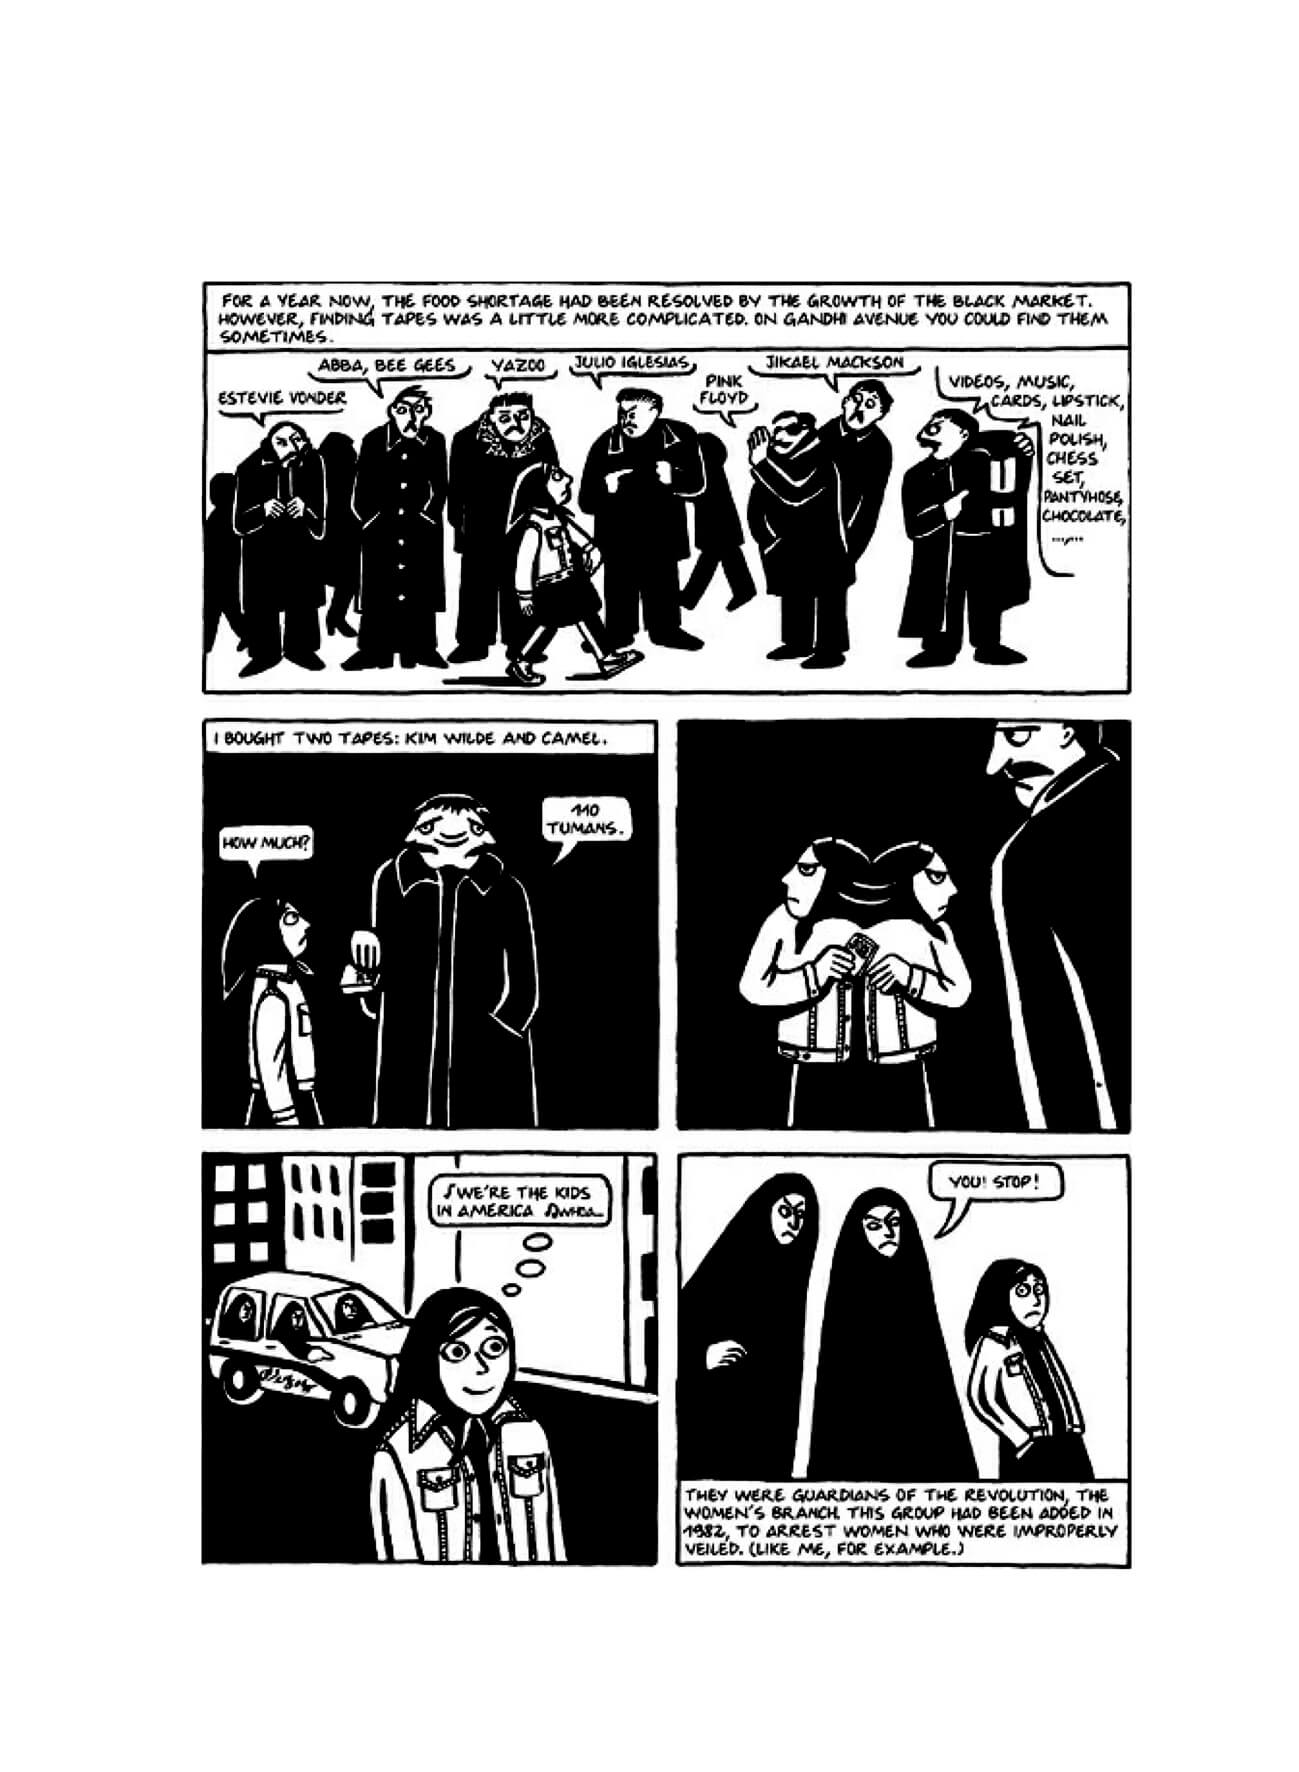 FOR A YEAR NOW, THE FOOD SHORTAGE HAD BEEN RESOLVED BY THE GROWTH OF THE BLACK MARKET.
HOWEVER, FINDING TAPES WAS A LITTLE MORE COMPLICATED. ON GANDHI AVENUE YOU COULD FIND THEM
SOMETIMES.
ESTEVIE VONDER
ABBA, BEE GEES
YAZOO
JULIO IGLESIAS
PINK
FLOYD
JIKAEL MACKSON
VIDEOS, MUSIC,
CARDS, LIPSTICK,
NAIL
POLISH,
CHESS
SET,
PANTYHOSE,
CHOCOLATE,
...,...
I BOUGHT TWO TAPES: KIM WILDE AND CAMEL.
HOW MUCH?
110
TUMANS.
♪WE'RE THE KIDS
IN AMERICA ♫WHOA...
YOU! STOP!
THEY WERE GUARDIANS OF THE REVOLUTION, THE
WOMEN'S BRANCH. THIS GROUP HAD BEEN ADDED IN
1982, TO ARREST WOMEN WHO WERE IMPROPERLY
VEILED. (LIKE ME, FOR EXAMPLE.)